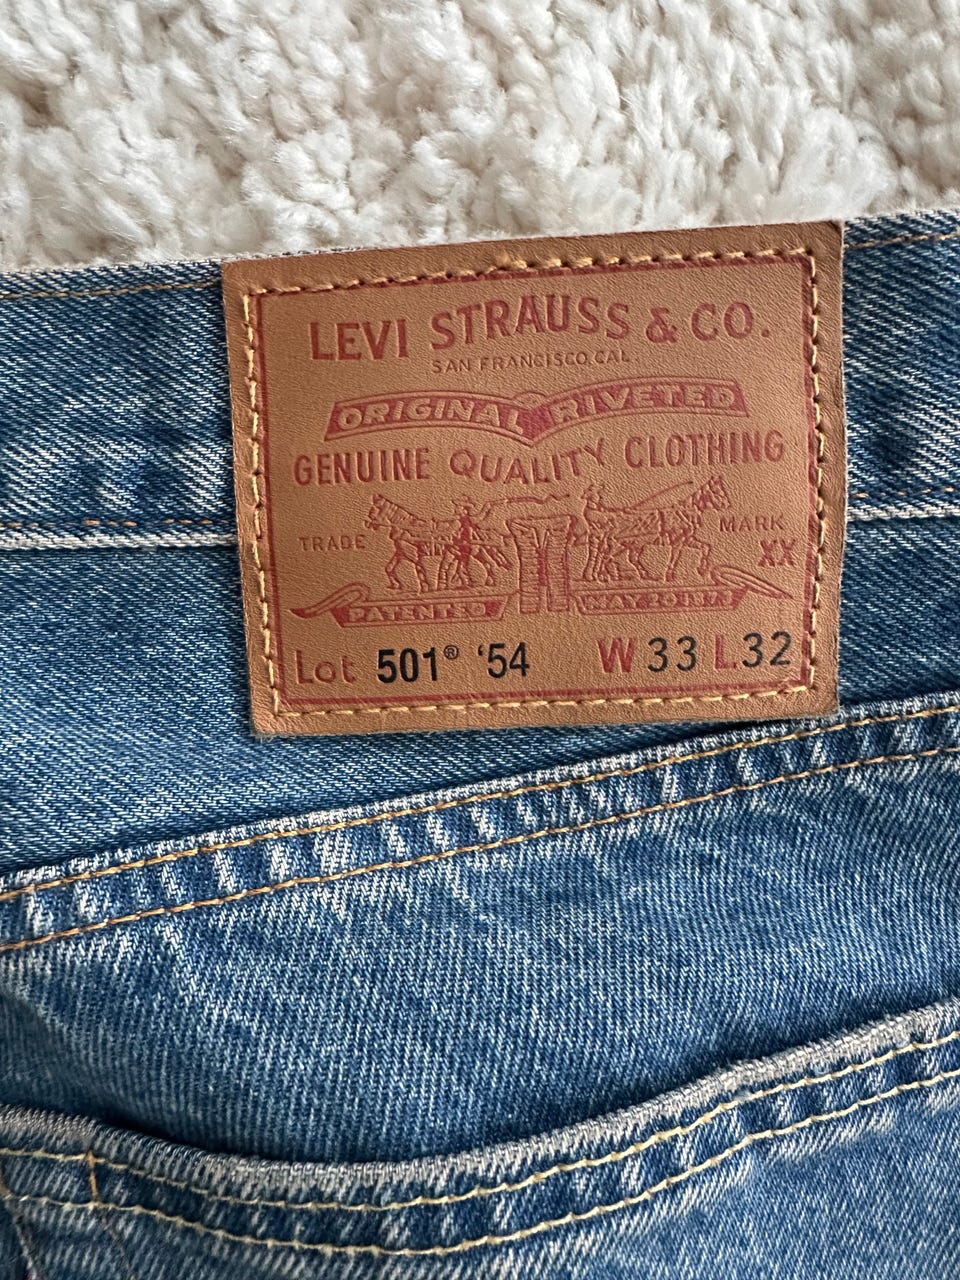 LEVI STRAUSS & CO.
SAN FRANCISCO, CAL.
ORIGINAL RIVETED
GENUINE QUALITY CLOTHING
TRADE MARK
XX
PATENTED MAY 20 1873
Lot 501® '54 W 33 L 32